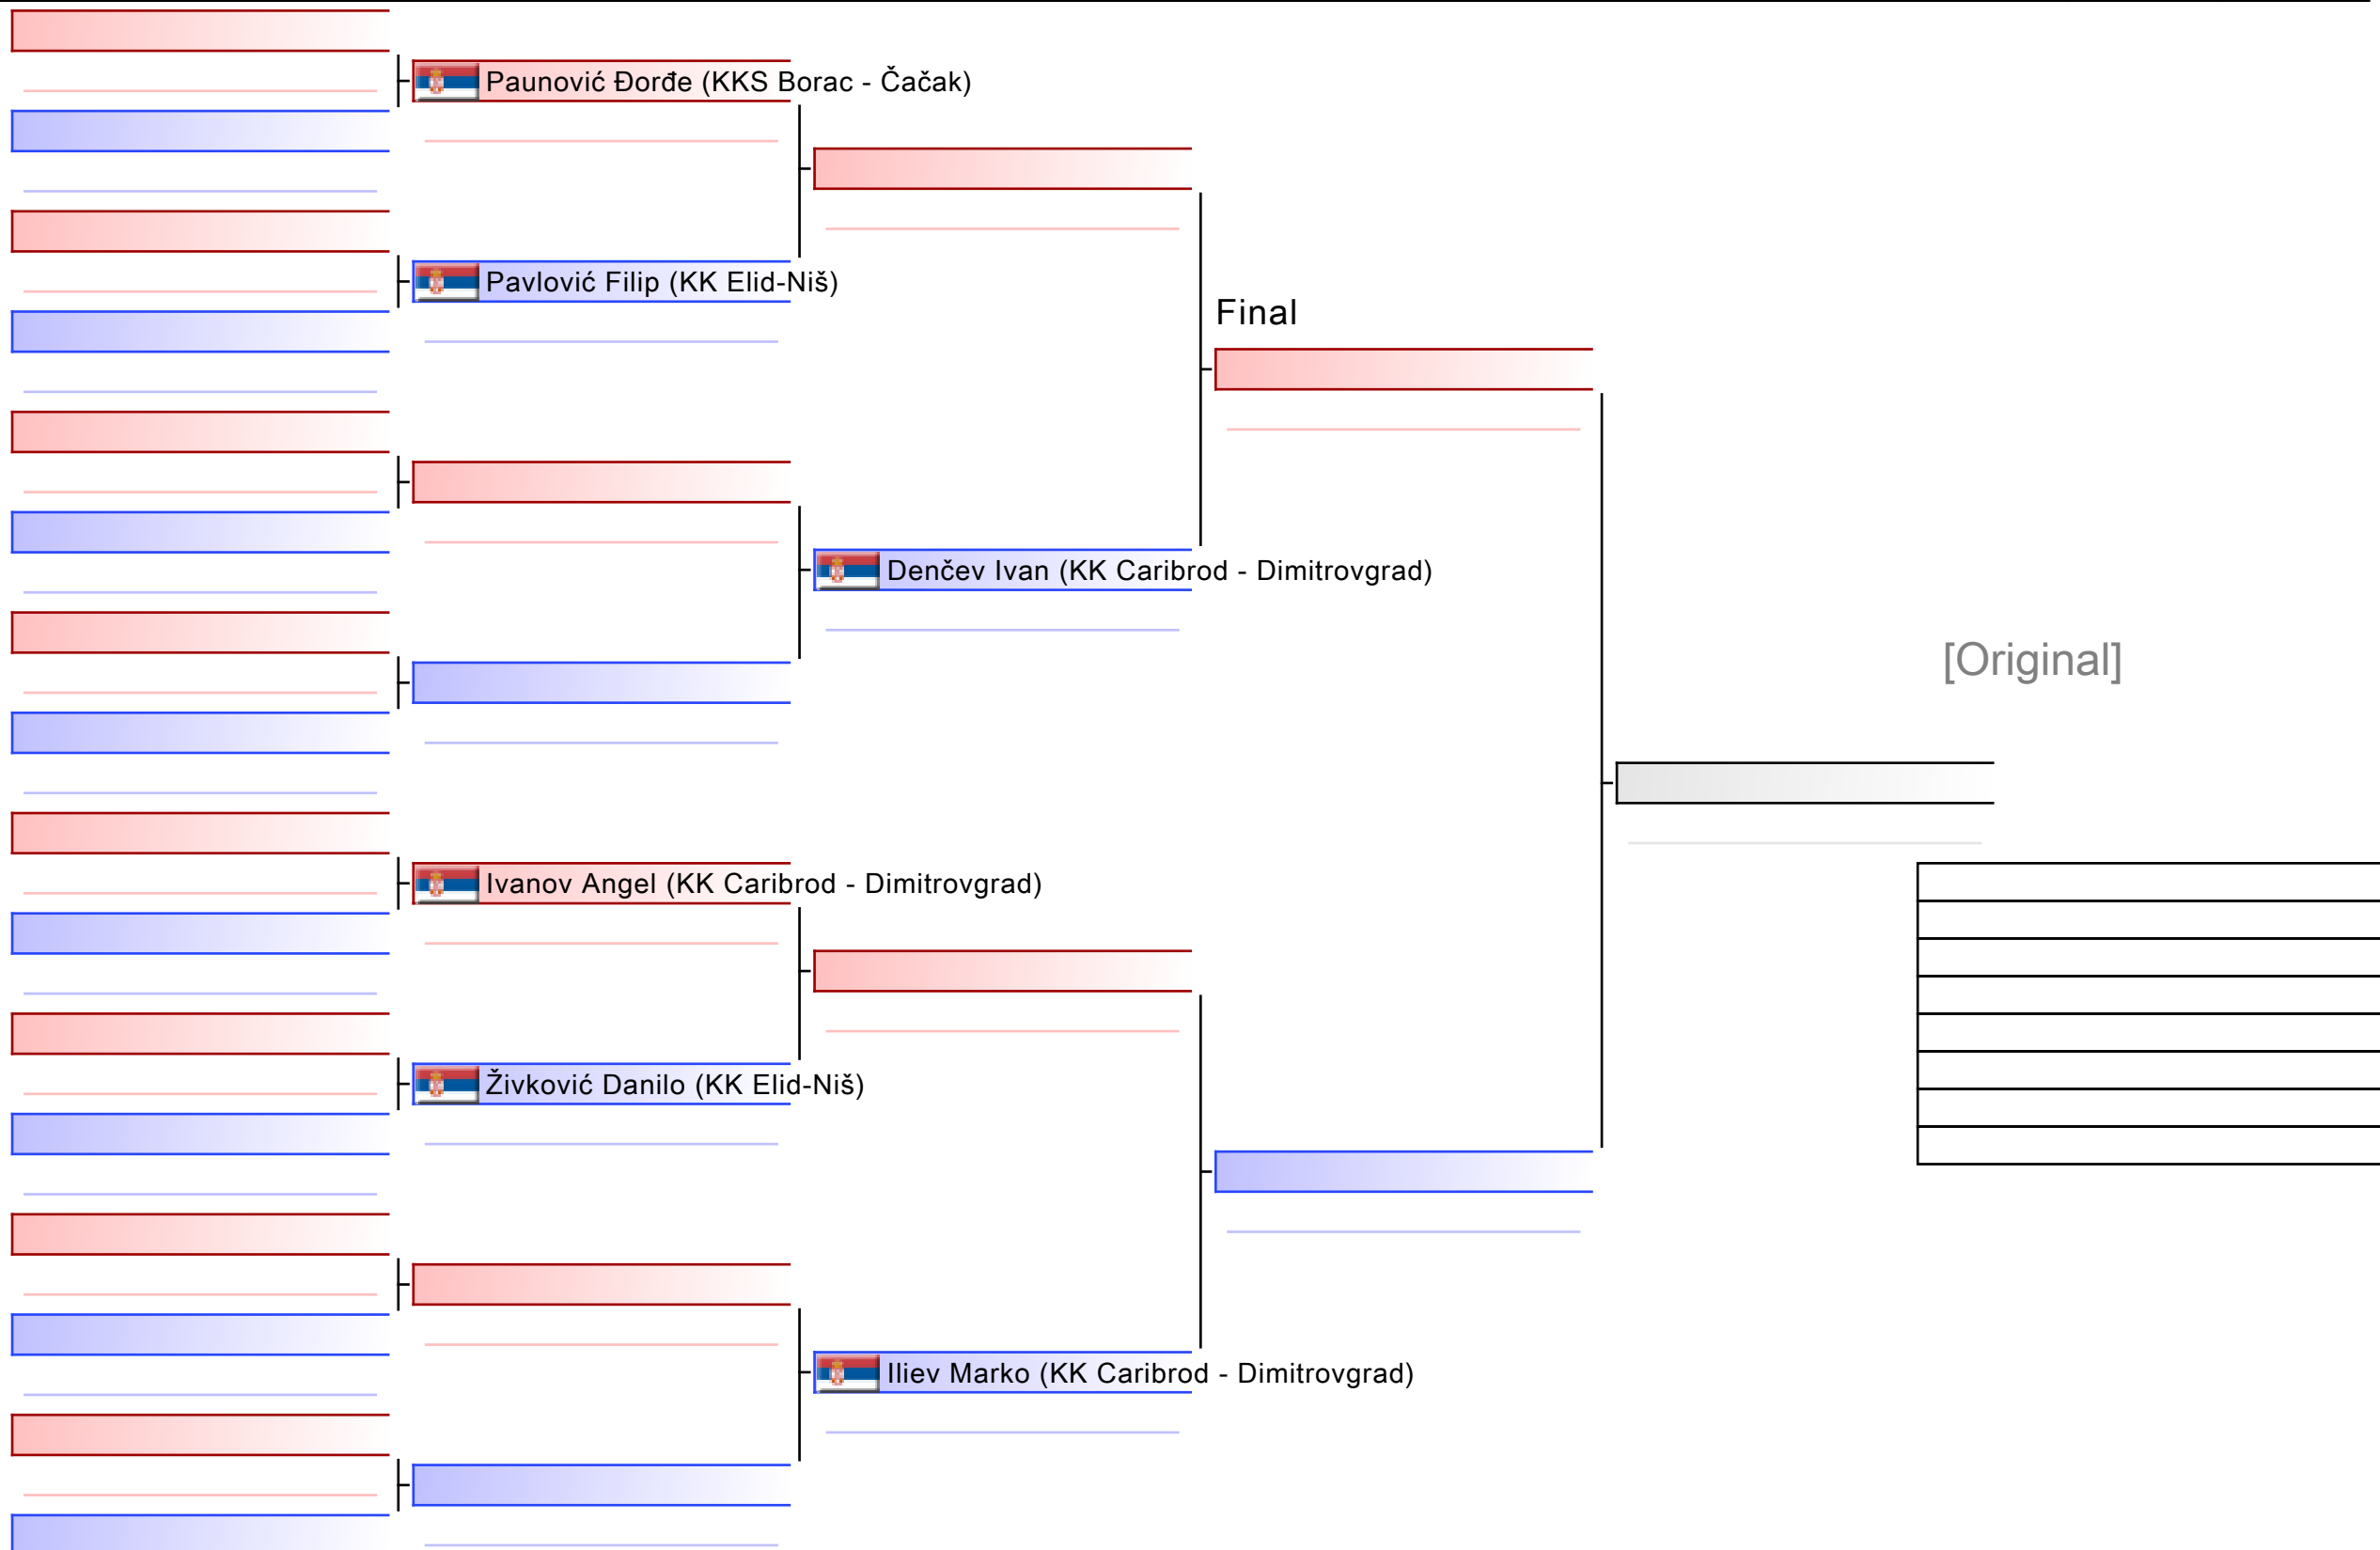 Paunović Đorđe (KKS Borac - Čačak)
Pavlović Filip (KK Elid-Niš)
Final
Denčev Ivan (KK Caribrod - Dimitrovgrad)
[Original]
Ivanov Angel (KK Caribrod - Dimitrovgrad)
Živković Danilo (KK Elid-Niš)
Iliev Marko (KK Caribrod - Dimitrovgrad)